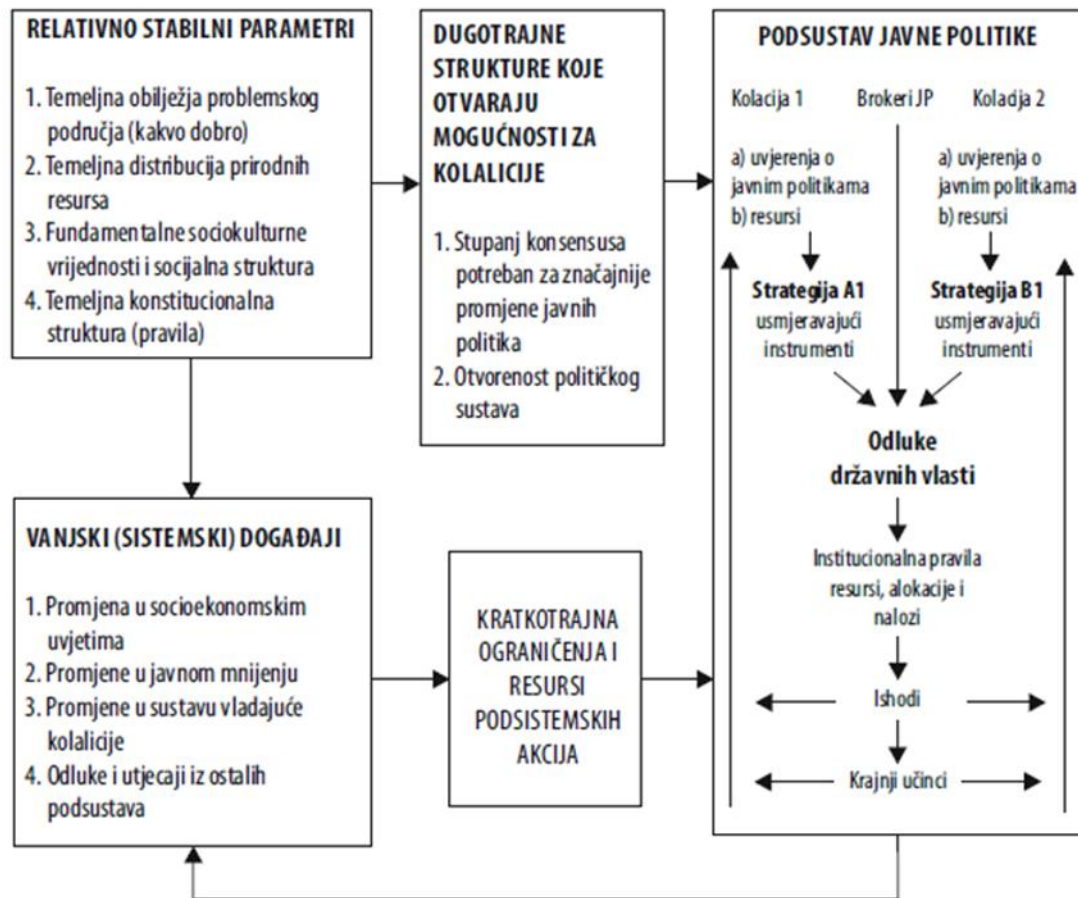 RELATIVNO STABILNI PARAMETRI
1. Temeljna obilježja problemskog
područja (kakvo dobro)
2. Temeljna distribucija prirodnih
resursa
3. Fundamentalne sociokulturne
vrijednosti i socijalna struktura
4. Temeljna konstitucionalna
struktura (pravila)
DUGOTRAJNE
STRUKTURE KOJE
OTVARAJU
MOGUĆNOSTI ZA
KOLALICIJE
1. Stupanj konsensusa
potreban za značajnije
promjene javnih
politika
2. Otvorenost političkog
sustava
PODSUSTAV JAVNE POLITIKE
Kolacija 1 Brokeri JP Koladja 2
a) uvjerenja o
javnim politikama
b) resursi
a) uvjerenja o
javnim politikama
b) resursi
Strategija A1
usmjeravajući
instrumenti
Strategija B1
usmjeravajući
instrumenti
Odluke
državnih vlasti
Institucionalna pravila
resursi, alokacije i
nalozi
Ishodi
Krajnji učinci
VANJSKI (SISTEMSKI) DOGAĐAJI
1. Promjena u socioekonomskim
uvjetima
2. Promjene u javnom mnijenju
3. Promjene u sustavu vladajuće
kolalicije
4. Odluke i utjecaji iz ostalih
podsustava
KRATKOTRAJNA
OGRANIČENJA I
RESURSI
PODSISTEMSKIH
AKCIJA